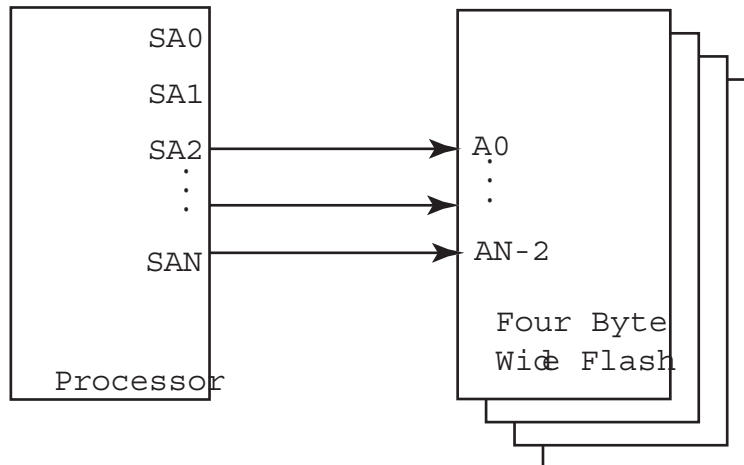 SA0
SA1
SA2
SAN
Processor
A0
AN-2
Four Byte
Wide Flash